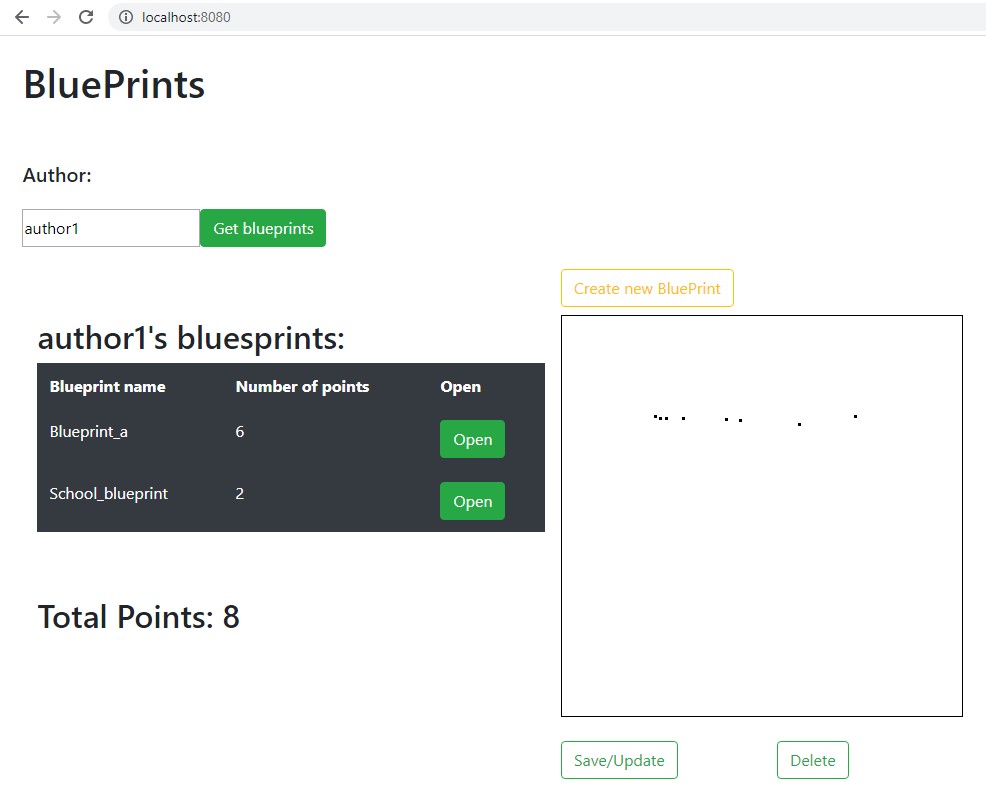 localhost:8080
BluePrints
Author:
author1 Get blueprints
Create new BluePrint
author1's bluesprints:
Blueprint name Number of points Open
Blueprint_a 6 Open
School_blueprint 2 Open
Total Points: 8
Save/Update Delete